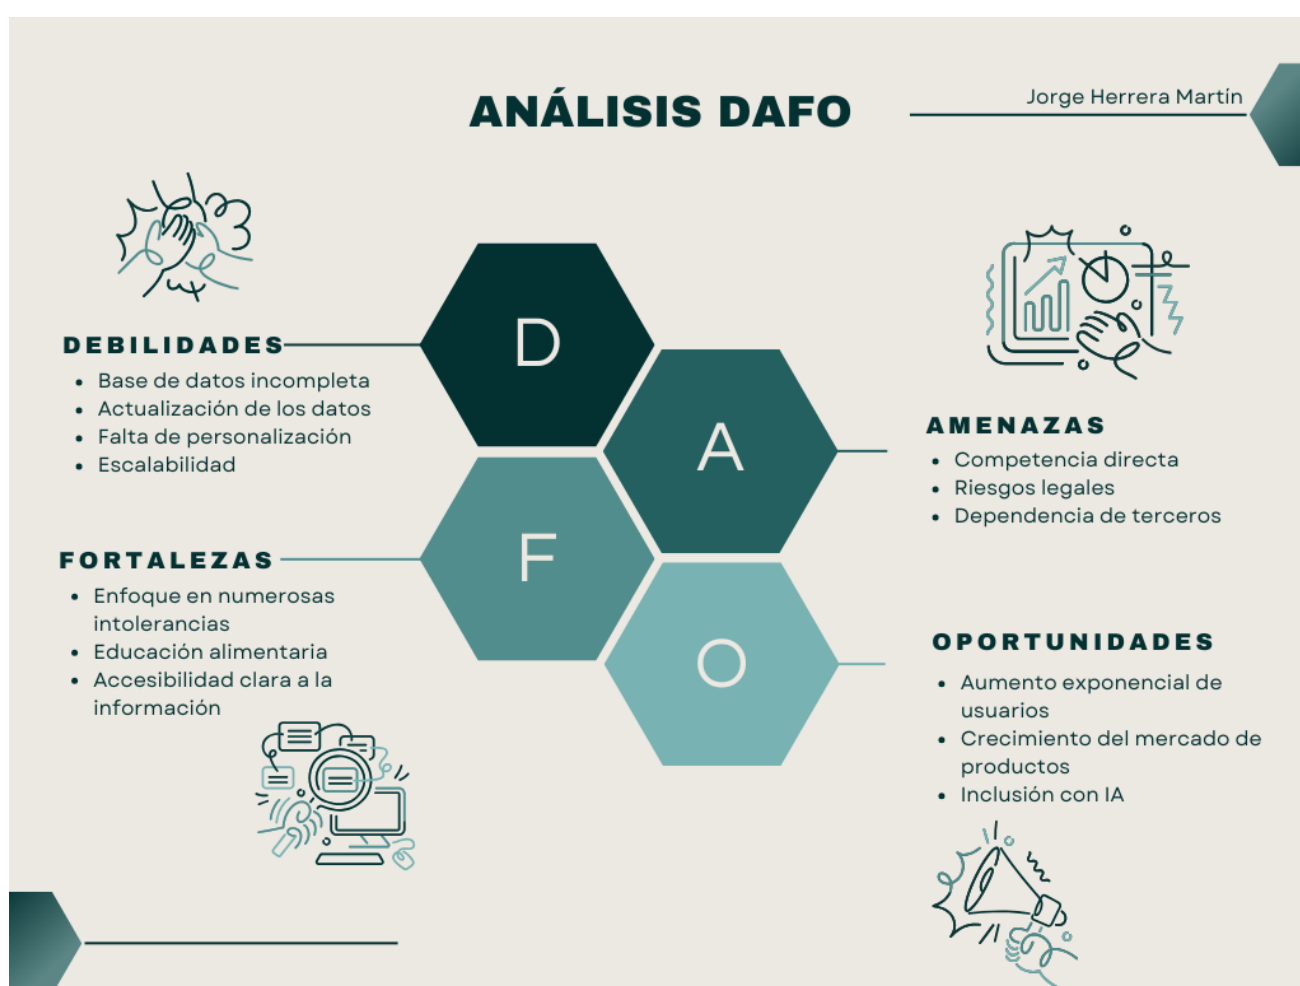 ANÁLISIS DAFO
Jorge Herrera Martín
DEBILIDADES
• Base de datos incompleta
• Actualización de los datos
• Falta de personalización
• Escalabilidad
D
A
F
O
AMENAZAS
• Competencia directa
• Riesgos legales
• Dependencia de terceros
FORTALEZAS
• Enfoque en numerosas
intolerancias
• Educación alimentaria
• Accesibilidad clara a la
información
OPORTUNIDADES
• Aumento exponencial de
usuarios
• Crecimiento del mercado de
productos
• Inclusión con IA